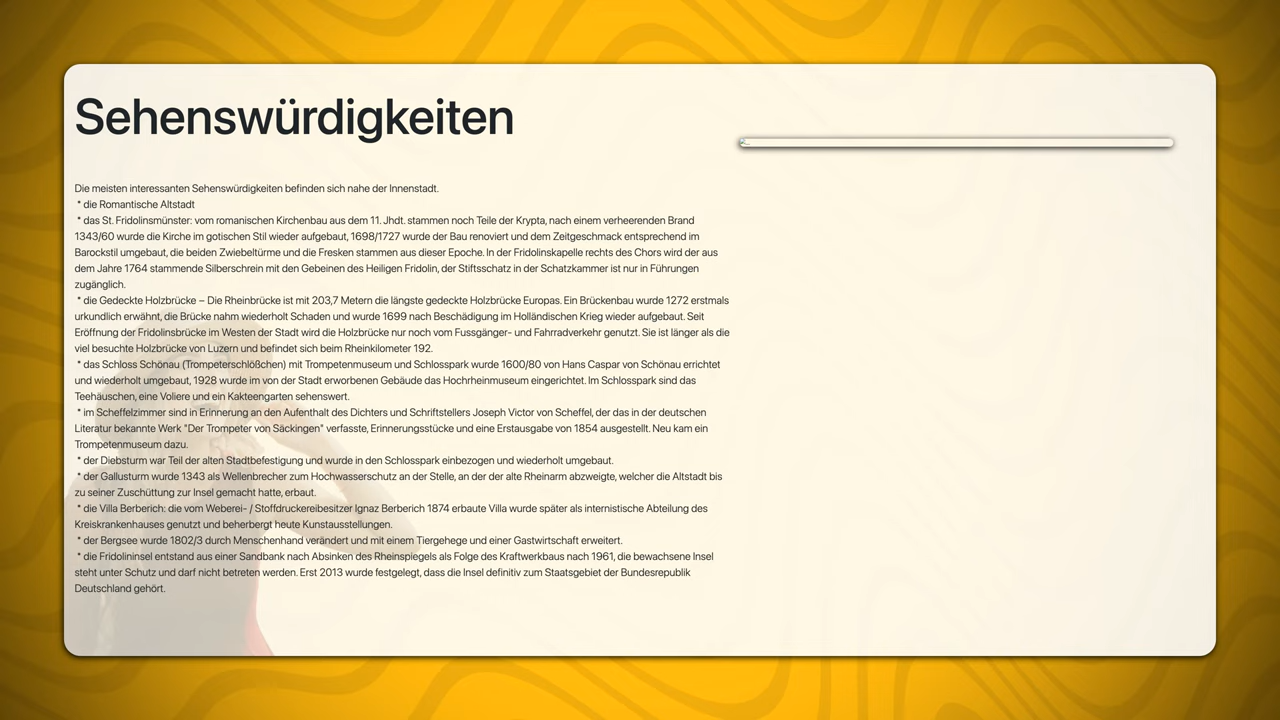 Sehenswürdigkeiten
Die meisten interessanten Sehenswürdigkeiten befinden sich nahe der Innenstadt.
* die Romantische Altstadt
* das St. Fridolinsmünster: vom romanischen Kirchenbau aus dem 11. Jhdt. stammen noch Teile der Krypta, nach einem verheerenden Brand
1343/60 wurde die Kirche im gotischen Stil wieder aufgebaut, 1698/1727 wurde der Bau renoviert und dem Zeitgeschmack entsprechend im
Barockstil umgebaut, die beiden Zwiebeltürme und die Fresken stammen aus dieser Epoche. In der Fridolinskapelle rechts des Chors wird der aus
dem Jahre 1764 stammende Silberschrein mit den Gebeinen des Heiligen Fridolin, der Stiftsschatz in der Schatzkammer ist nur in Führungen
zugänglich.
* die Gedeckte Holzbrücke – Die Rheinbrücke ist mit 203,7 Metern die längste gedeckte Holzbrücke Europas. Ein Brückenbau wurde 1272 erstmals
urkundlich erwähnt, die Brücke nahm wiederholt Schaden und wurde 1699 nach Beschädigung im Holländischen Krieg wieder aufgebaut. Seit
Eröffnung der Fridolinsbrücke im Westen der Stadt wird die Holzbrücke nur noch vom Fussgänger- und Fahrradverkehr genutzt. Sie ist länger als die
viel besuchte Holzbrücke von Luzern und befindet sich beim Rheinkilometer 192.
* das Schloss Schönau (Trompeterschlößchen) mit Trompetenmuseum und Schlosspark wurde 1600/80 von Hans Caspar von Schönau errichtet
und wiederholt umgebaut, 1928 wurde im von der Stadt erworbenen Gebäude das Hochrheinmuseum eingerichtet. Im Schlosspark sind das
Teehäuschen, eine Voliere und ein Kakteengarten sehenswert.
* im Scheffelzimmer sind in Erinnerung an den Aufenthalt des Dichters und Schriftstellers Joseph Victor von Scheffel, der das in der deutschen
Literatur bekannte Werk "Der Trompeter von Säckingen" verfasste, Erinnerungsstücke und eine Erstausgabe von 1854 ausgestellt. Neu kam ein
Trompetenmuseum dazu.
* der Diebsturm war Teil der alten Stadtbefestigung und wurde in den Schlosspark einbezogen und wiederholt umgebaut.
* der Gallusturm wurde 1343 als Wellenbrecher zum Hochwasserschutz an der Stelle, an der der alte Rheinarm abzweigte, welcher die Altstadt bis
zu seiner Zuschüttung zur Insel gemacht hatte, erbaut.
* die Villa Berberich: die vom Weberei- / Stoffdruckereibesitzer Ignaz Berberich 1874 erbaute Villa wurde später als internistische Abteilung des
Kreiskrankenhauses genutzt und beherbergt heute Kunstausstellungen.
* der Bergsee wurde 1802/3 durch Menschenhand verändert und mit einem Tiergehege und einer Gastwirtschaft erweitert.
* die Fridolininsel entstand aus einer Sandbank nach Absinken des Rheinspiegels als Folge des Kraftwerkbaus nach 1961, die bewachsene Insel
steht unter Schutz und darf nicht betreten werden. Erst 2013 wurde festgelegt, dass die Insel definitiv zum Staatsgebiet der Bundesrepublik
Deutschland gehört.